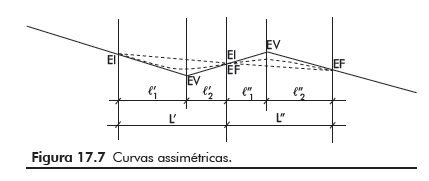 EV
EI EI EF
EV EF
ℓ′₁ ℓ′₂ ℓ″₁ ℓ″₂
L′ L″
Figura 17.7 Curvas assimétricas.